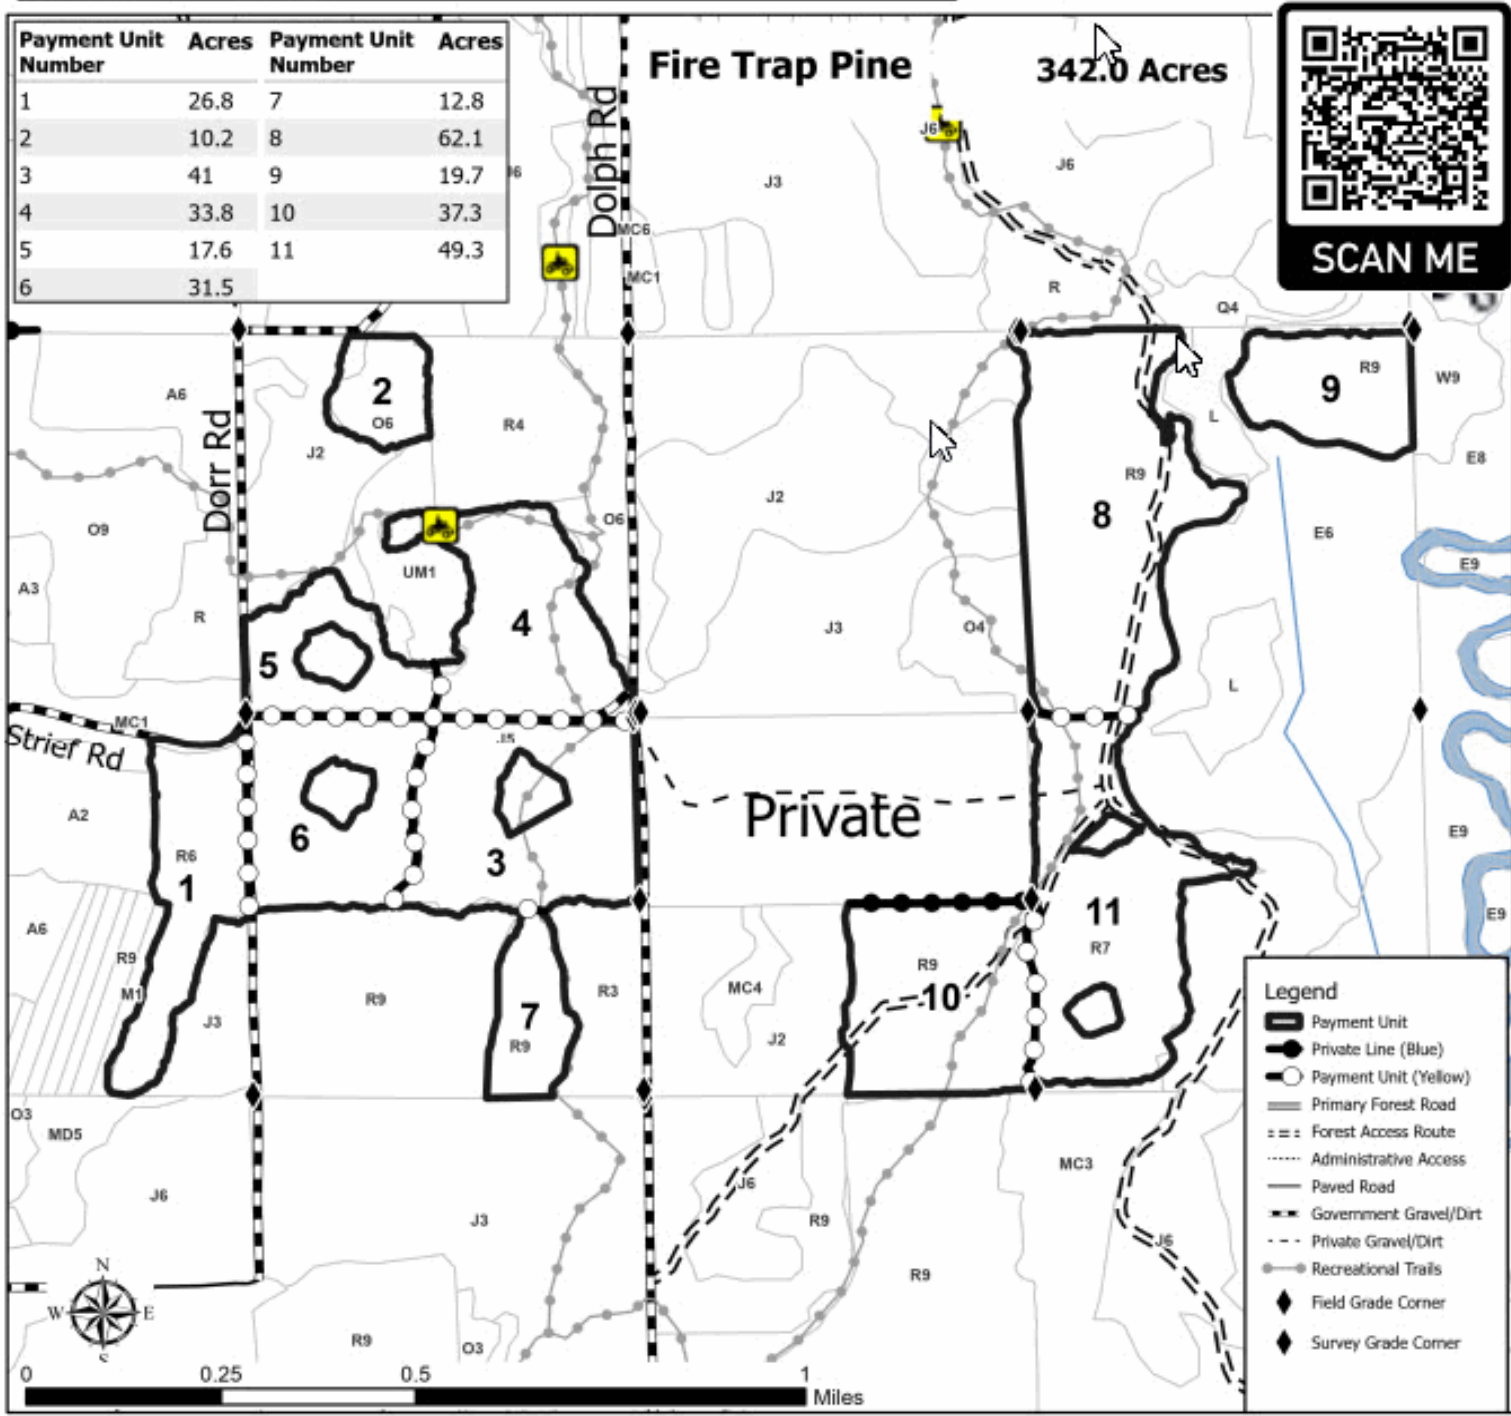 Payment Unit Number Acres Payment Unit Number Acres
1 26.8 7 12.8
2 10.2 8 62.1
3 41 9 19.7
4 33.8 10 37.3
5 17.6 11 49.3
6 31.5
Fire Trap Pine
342.0 Acres
SCAN ME
Dolph Rd
J6
J6
J3
MC6
MC1
R
Q4
A6
2
O6
R4
J2
Dorr Rd
9
R9
W9
L
E8
J2
R9
8
O9
O6
E6
UM1
E9
A3
R
4
J3
O4
5
L
MC1
Strief Rd
J5
Private
A2
6
3
E9
R6
1
A6
11
E9
R9
M1
R9
R3
MC4
R9
10
R7
J3
7
R9
J2
O3
MD5
J6
J3
J6
R9
MC3
J6
R9
R9
O3
N
W E
S
Legend
Payment Unit
Private Line (Blue)
Payment Unit (Yellow)
Primary Forest Road
Forest Access Route
Administrative Access
Paved Road
Government Gravel/Dirt
Private Gravel/Dirt
Recreational Trails
Field Grade Corner
Survey Grade Corner
0 0.25 0.5 1
Miles